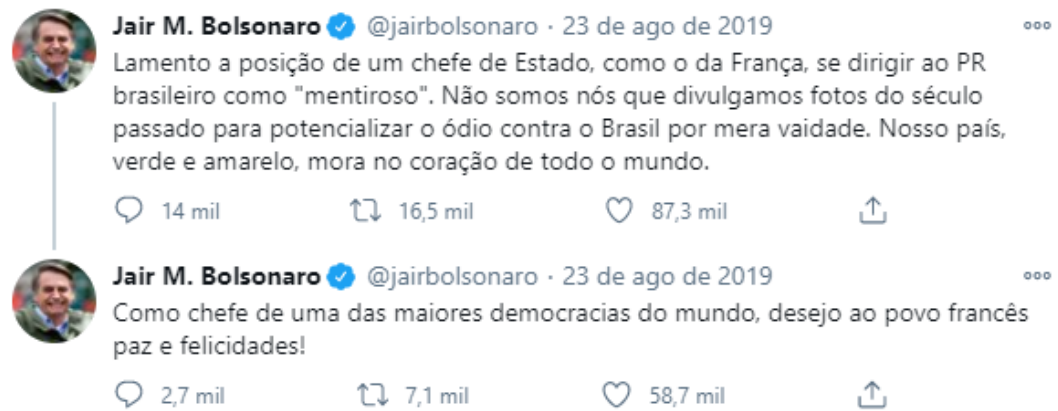 Jair M. Bolsonaro @jairbolsonaro · 23 de ago de 2019
Lamento a posição de um chefe de Estado, como o da França, se dirigir ao PR
brasileiro como "mentiroso". Não somos nós que divulgamos fotos do século
passado para potencializar o ódio contra o Brasil por mera vaidade. Nosso país,
verde e amarelo, mora no coração de todo o mundo.
14 mil 16,5 mil 87,3 mil
Jair M. Bolsonaro @jairbolsonaro · 23 de ago de 2019
Como chefe de uma das maiores democracias do mundo, desejo ao povo francês
paz e felicidades!
2,7 mil 7,1 mil 58,7 mil